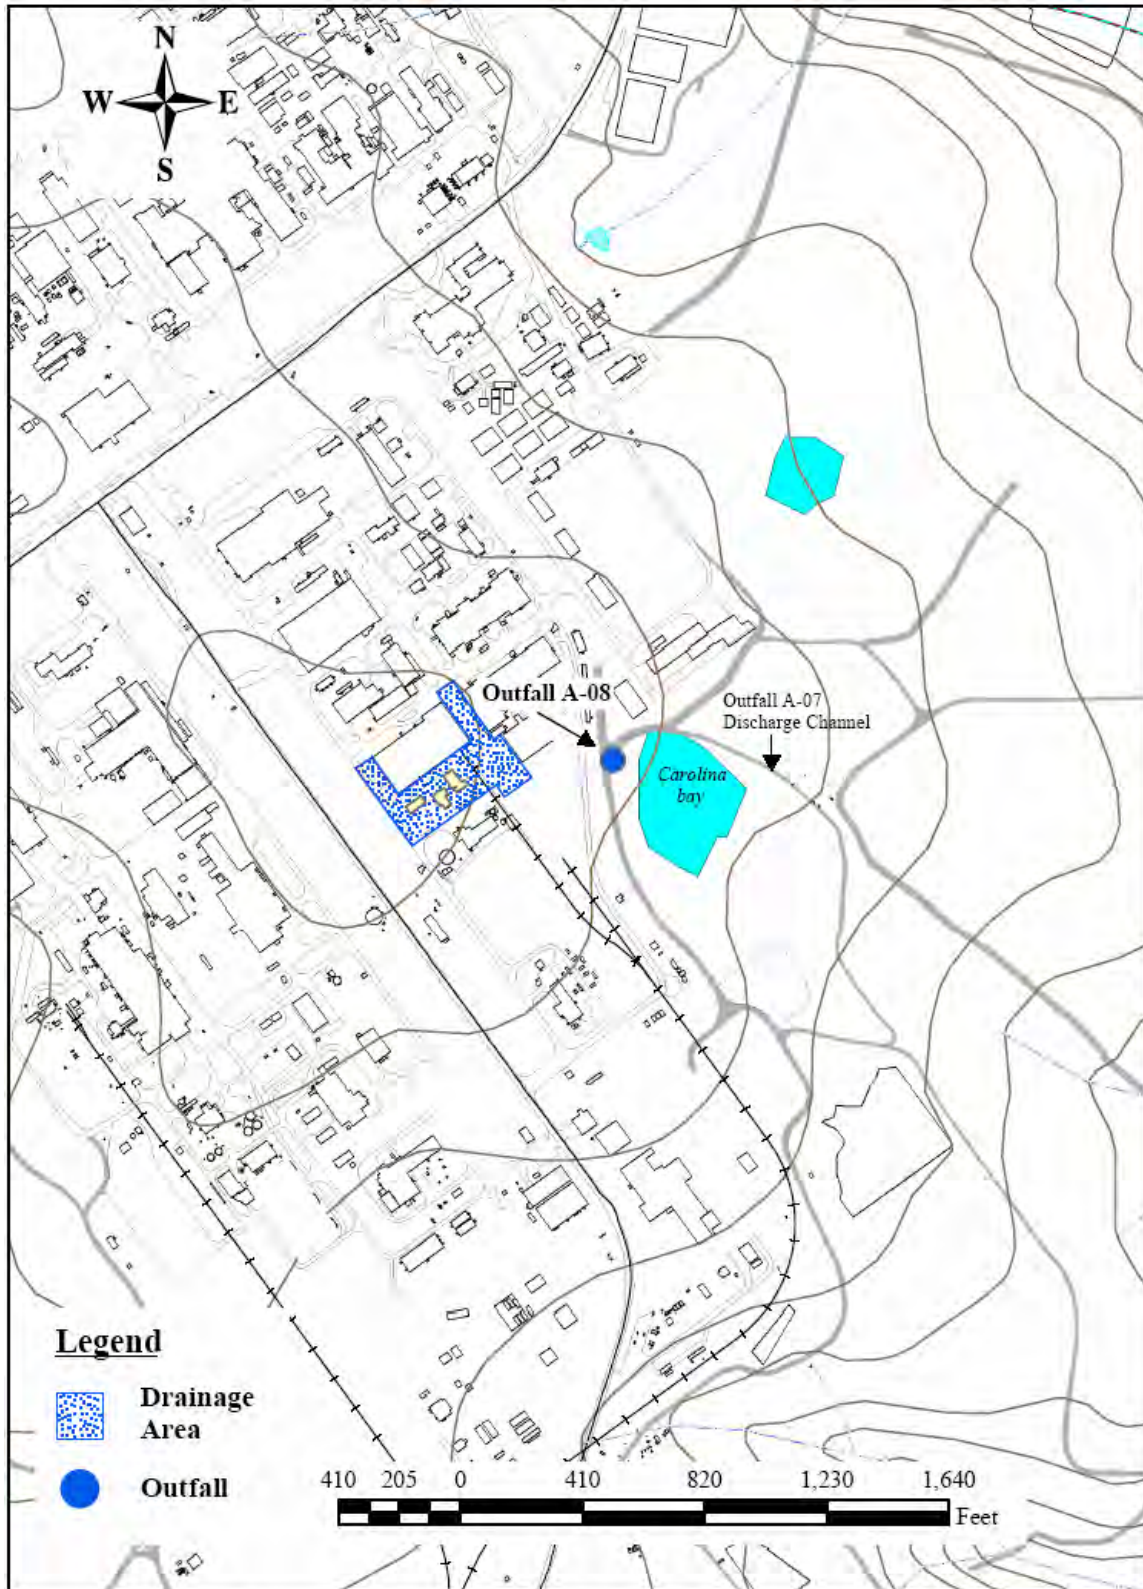 N
W E
S
Outfall A-08
Outfall A-07
Discharge Channel
Carolina
bay
Legend
Drainage
Area
Outfall
410 205 0 410 820 1,230 1,640
Feet